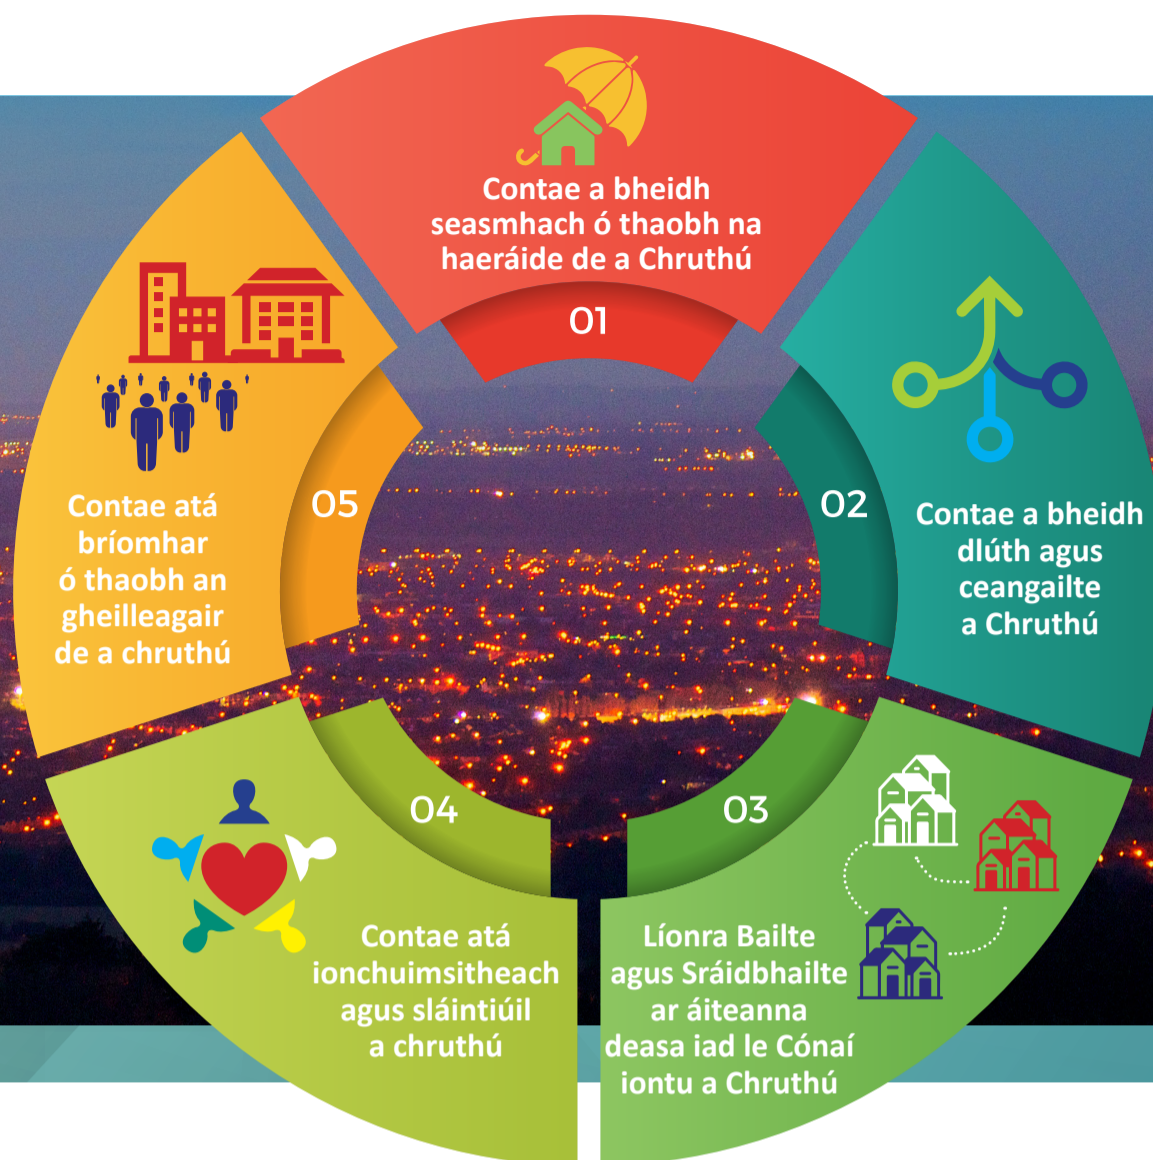 Contae a bheidh
seasmhach ó thaobh na
haeráide de a Chruthú
01
02
Contae a bheidh
dlúth agus
ceangailte
a Chruthú
03
Líonra Bailte
agus Sráidbhailte
ar áiteanna
deasa iad le Cónaí
iontu a Chruthú
04
Contae atá
ionchuimsitheach
agus sláintiúil
a chruthú
05
Contae atá
bríomhar
ó thaobh an
gheilleagair
de a chruthú